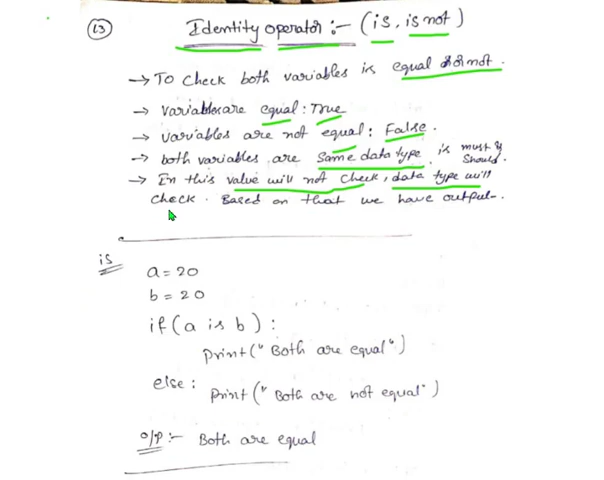 (13) Identity operator :- (is, is not)
→ To check both variables is equal or not.
→ Variables are equal : True
→ variables are not equal : False.
→ both variables are same data type is must & should.
→ In this value will not check, data type will
check. Based on that we have output.
is
a = 20
b = 20
if (a is b) :
print(" Both are equal")
else : print (" Both are not equal")
o/p :- Both are equal